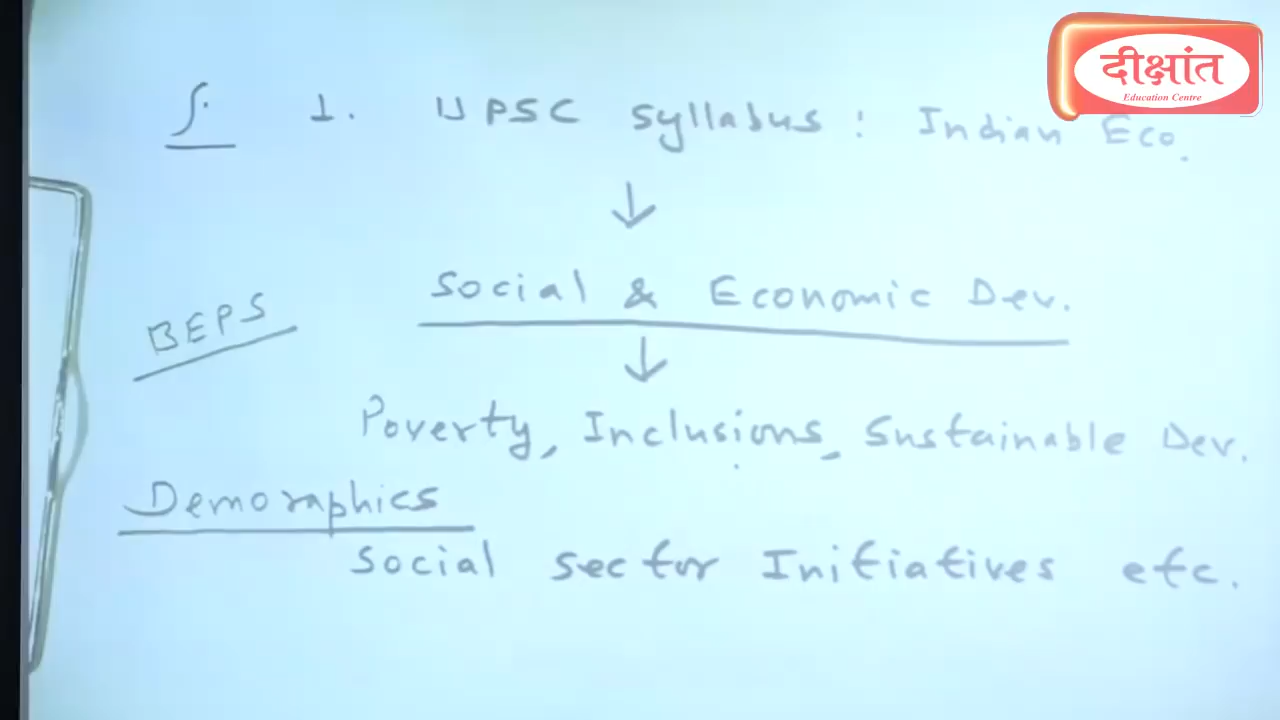 दीक्षांत
Education Centre
1. UPSC Syllabus : Indian Eco.
↓
Social & Economic Dev.
BEPS
↓
Poverty, Inclusions, Sustainable Dev.
Demoraphics
Social Sector Initiatives etc.